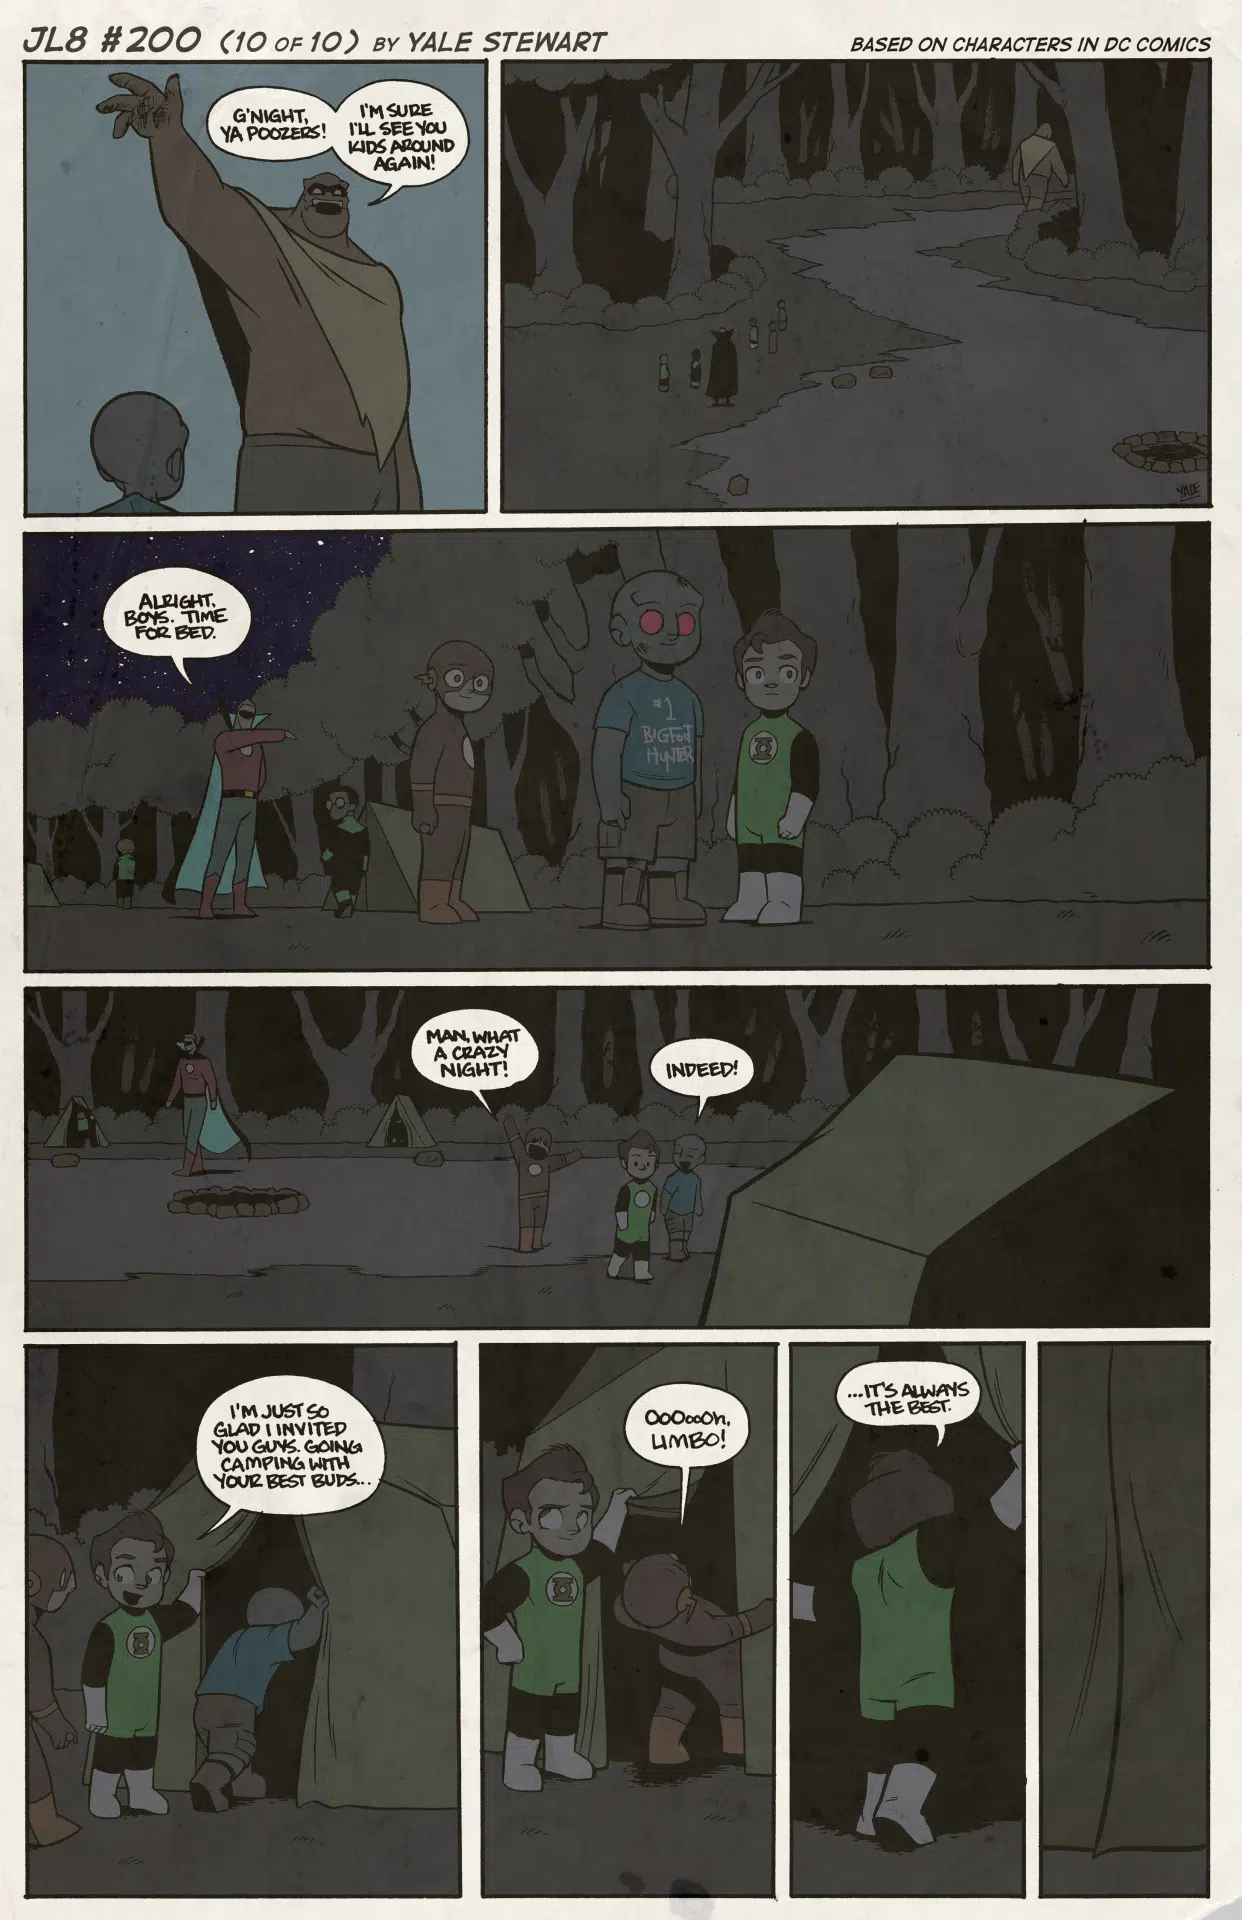 JL8 #200 (10 OF 10) BY YALE STEWART
BASED ON CHARACTERS IN DC COMICS
G'NIGHT,
YA POOZERS!
I'M SURE
I'LL SEE YOU
KIDS AROUND
AGAIN!
YALE
ALRIGHT,
BOYS. TIME
FOR BED.
#1
BIGFOOT
HUNTER
MAN, WHAT
A CRAZY
NIGHT!
INDEED!
I'M JUST SO
GLAD I INVITED
YOU GUYS. GOING
CAMPING WITH
YOUR BEST BUDS...
OOOoooOh,
LIMBO!
...IT'S ALWAYS
THE BEST.